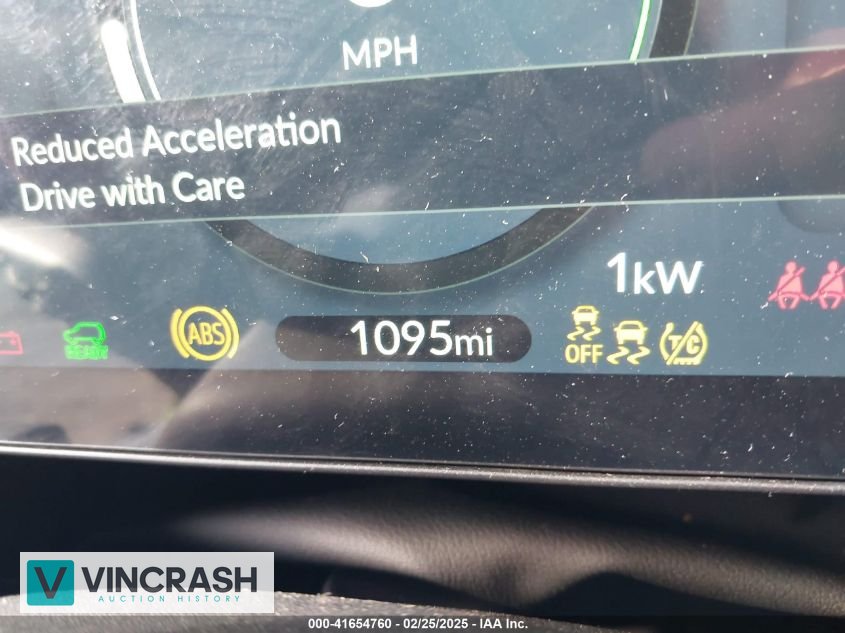 MPH
Reduced Acceleration
Drive with Care
1kW
ABS
1095mi
OFF
T/C
VINCRASH
AUCTION HISTORY
000-41654760 - 02/25/2025 - IAA Inc.